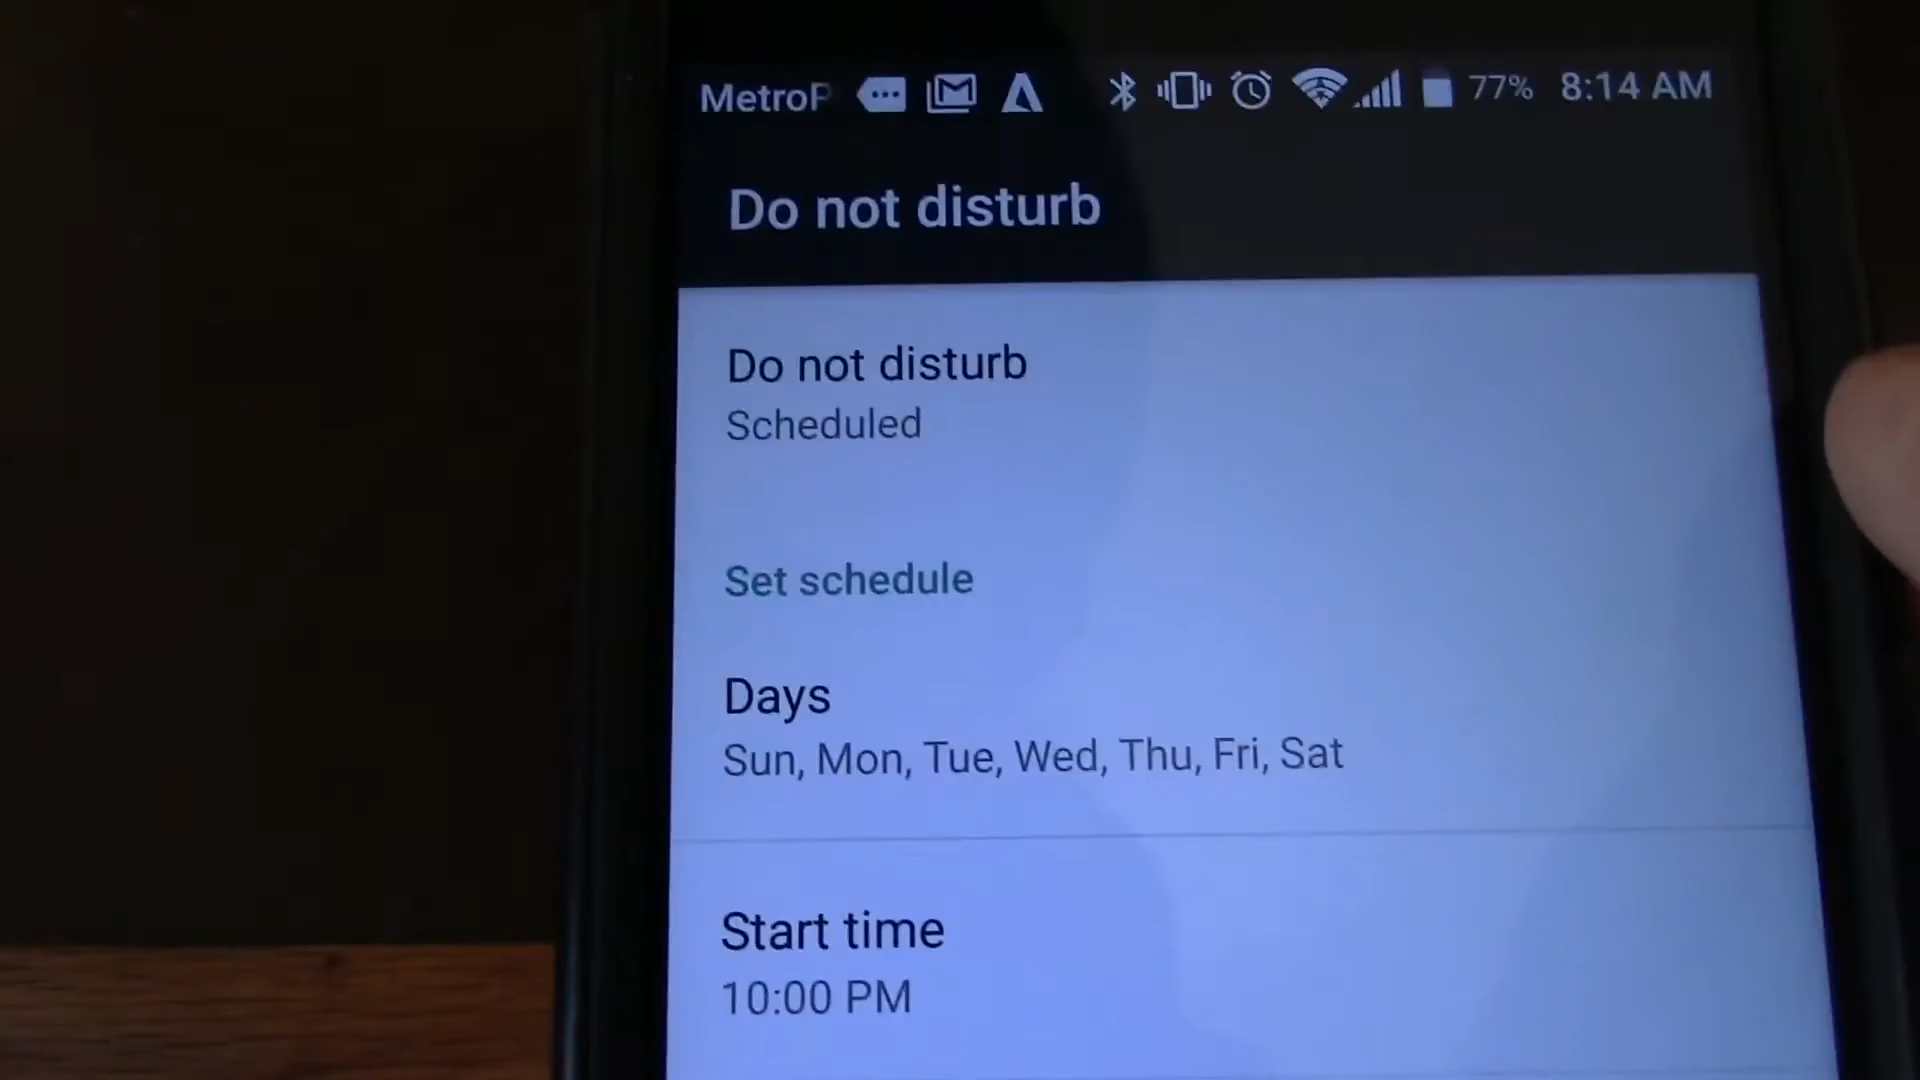 MetroP 77% 8:14 AM
Do not disturb
Do not disturb
Scheduled
Set schedule
Days
Sun, Mon, Tue, Wed, Thu, Fri, Sat
Start time
10:00 PM